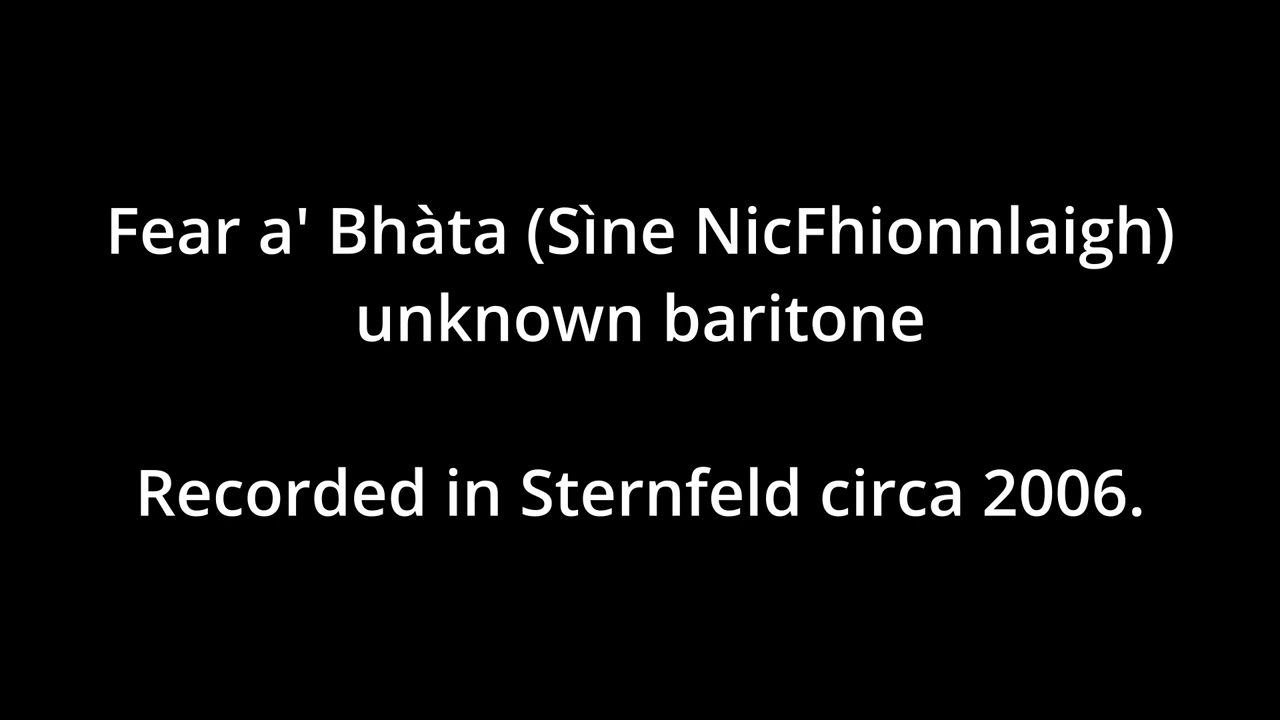 Fear a' Bhàta (Sìne NicFhionnlaigh)
unknown baritone
Recorded in Sternfeld circa 2006.